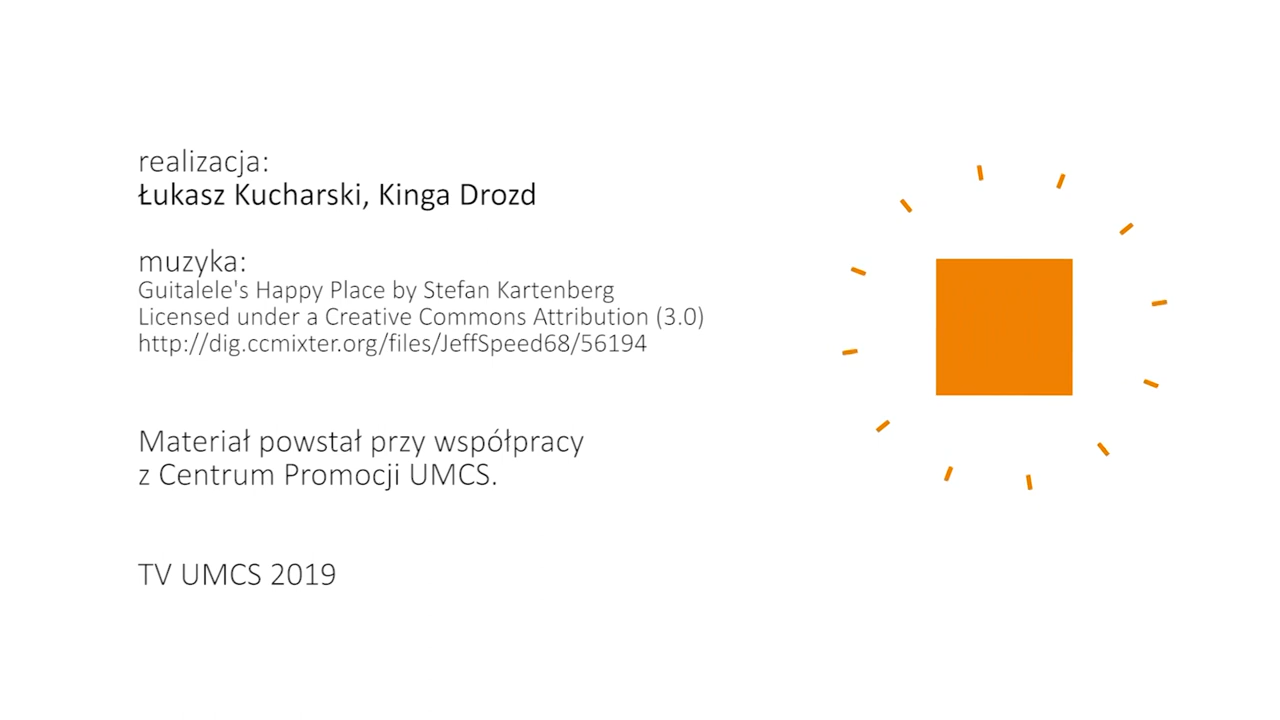 realizacja:
Łukasz Kucharski, Kinga Drozd
muzyka:
Guitalele's Happy Place by Stefan Kartenberg
Licensed under a Creative Commons Attribution (3.0)
http://dig.ccmixter.org/files/JeffSpeed68/56194
Materiał powstał przy współpracy
z Centrum Promocji UMCS.
TV UMCS 2019